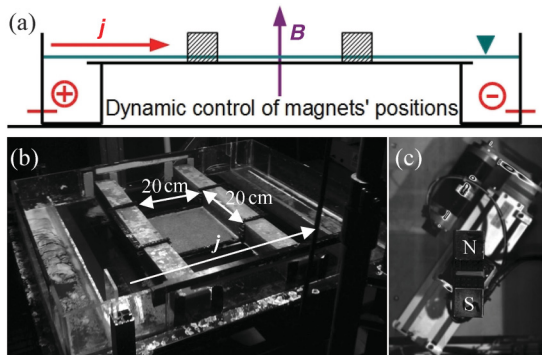 (a)
j
B
+
−
Dynamic control of magnets' positions
(b)
20 cm
20 cm
j
(c)
N
S